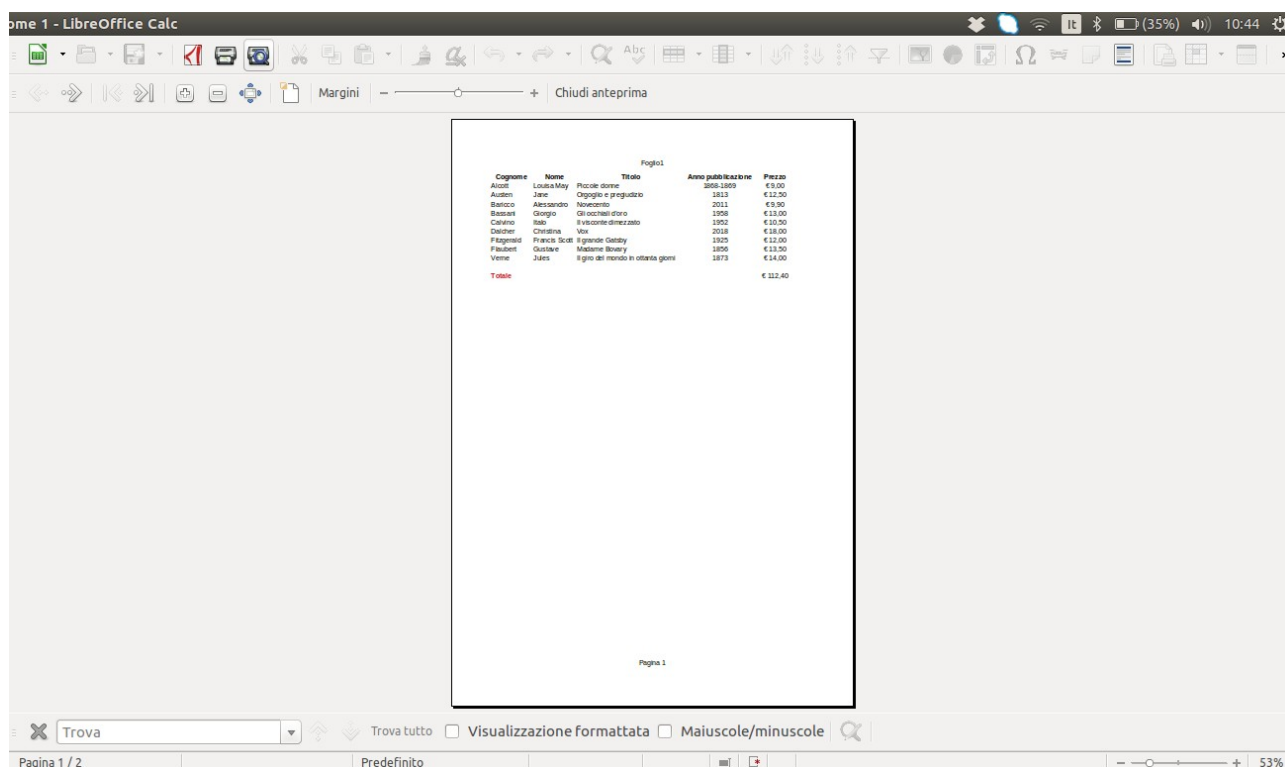 ome 1 - LibreOffice Calc It (35%) 10:44
Abc
Margini Chiudi anteprima
Foglio1
Cognome Nome Titolo Anno pubblicazione Prezzo
Alcott Louisa May Piccole donne 1868-1869 € 9,00
Austen Jane Orgoglio e pregiudizio 1813 € 12,50
Baricco Alessandro Novecento 2011 € 9,90
Bassani Giorgio Gli occhiali d'oro 1958 € 13,00
Calvino Italo Il visconte dimezzato 1952 € 10,50
Dalcher Christina Vox 2018 € 18,00
Fitzgerald Francis Scott Il grande Gatsby 1925 € 12,00
Flaubert Gustave Madame Bovary 1856 € 13,50
Verne Jules Il giro del mondo in ottanta giorni 1873 € 14,00
Totale € 112,40
Pagina 1
Trova Trova tutto Visualizzazione formattata Maiuscole/minuscole
Pagina 1 / 2 Predefinito 53%